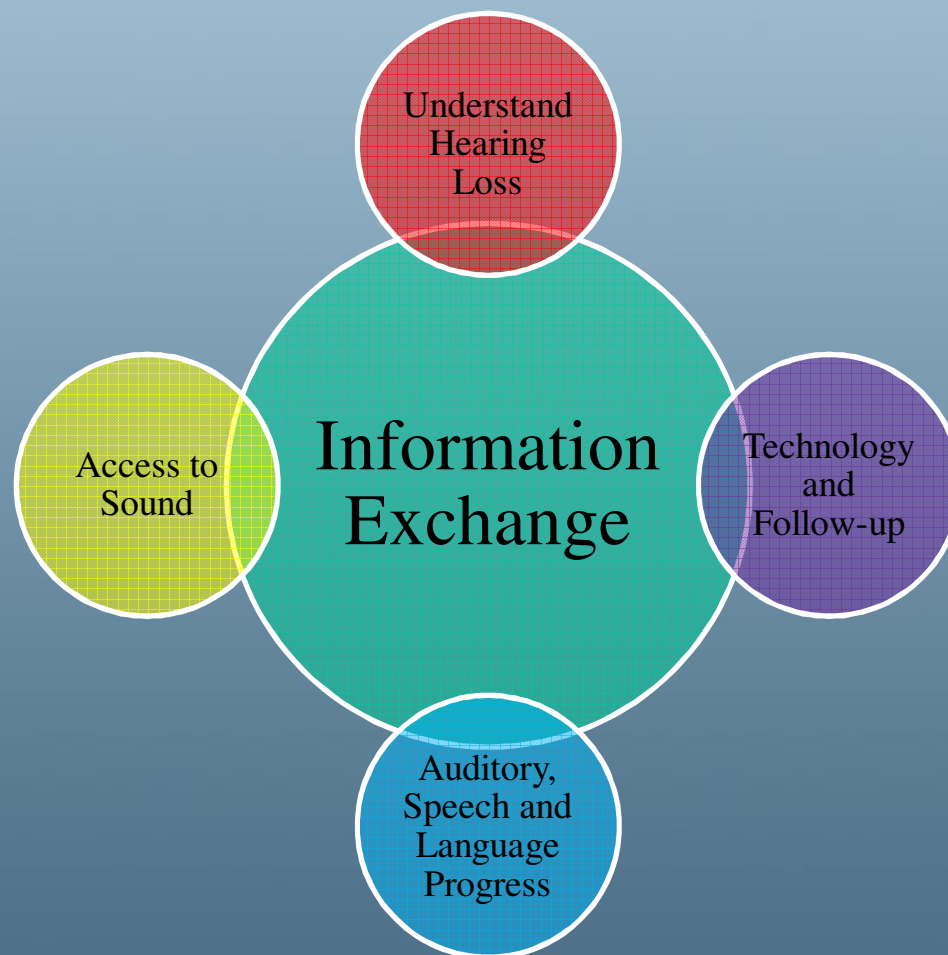 Understand
Hearing
Loss
Access to
Sound
Information
Exchange
Technology
and
Follow-up
Auditory,
Speech and
Language
Progress